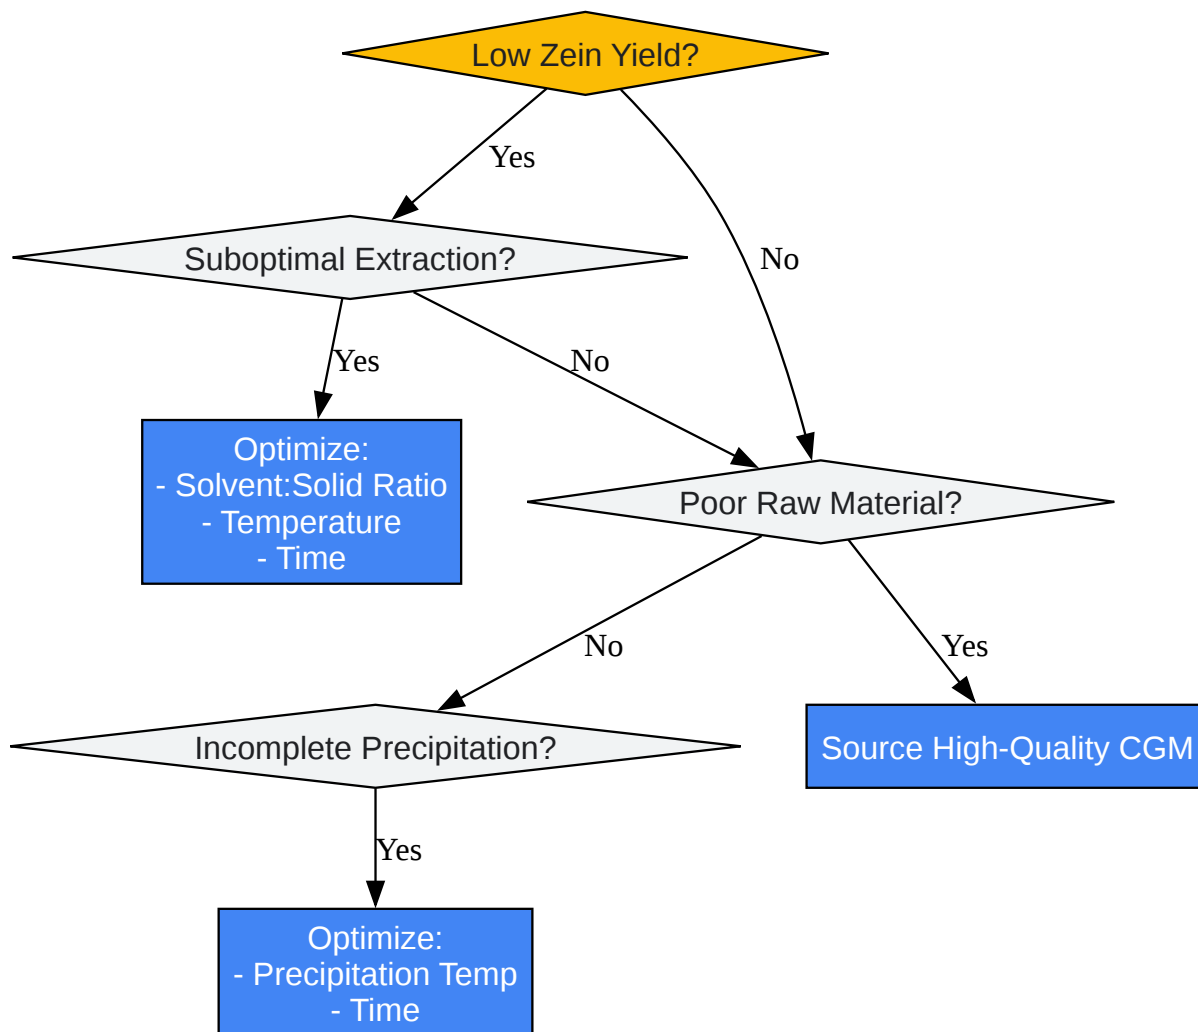 Low Zein Yield?
Yes
No
Suboptimal Extraction?
Yes
No
Optimize:
- Solvent:Solid Ratio
- Temperature
- Time
Poor Raw Material?
No
Yes
Incomplete Precipitation?
Source High-Quality CGM
Yes
Optimize:
- Precipitation Temp
- Time